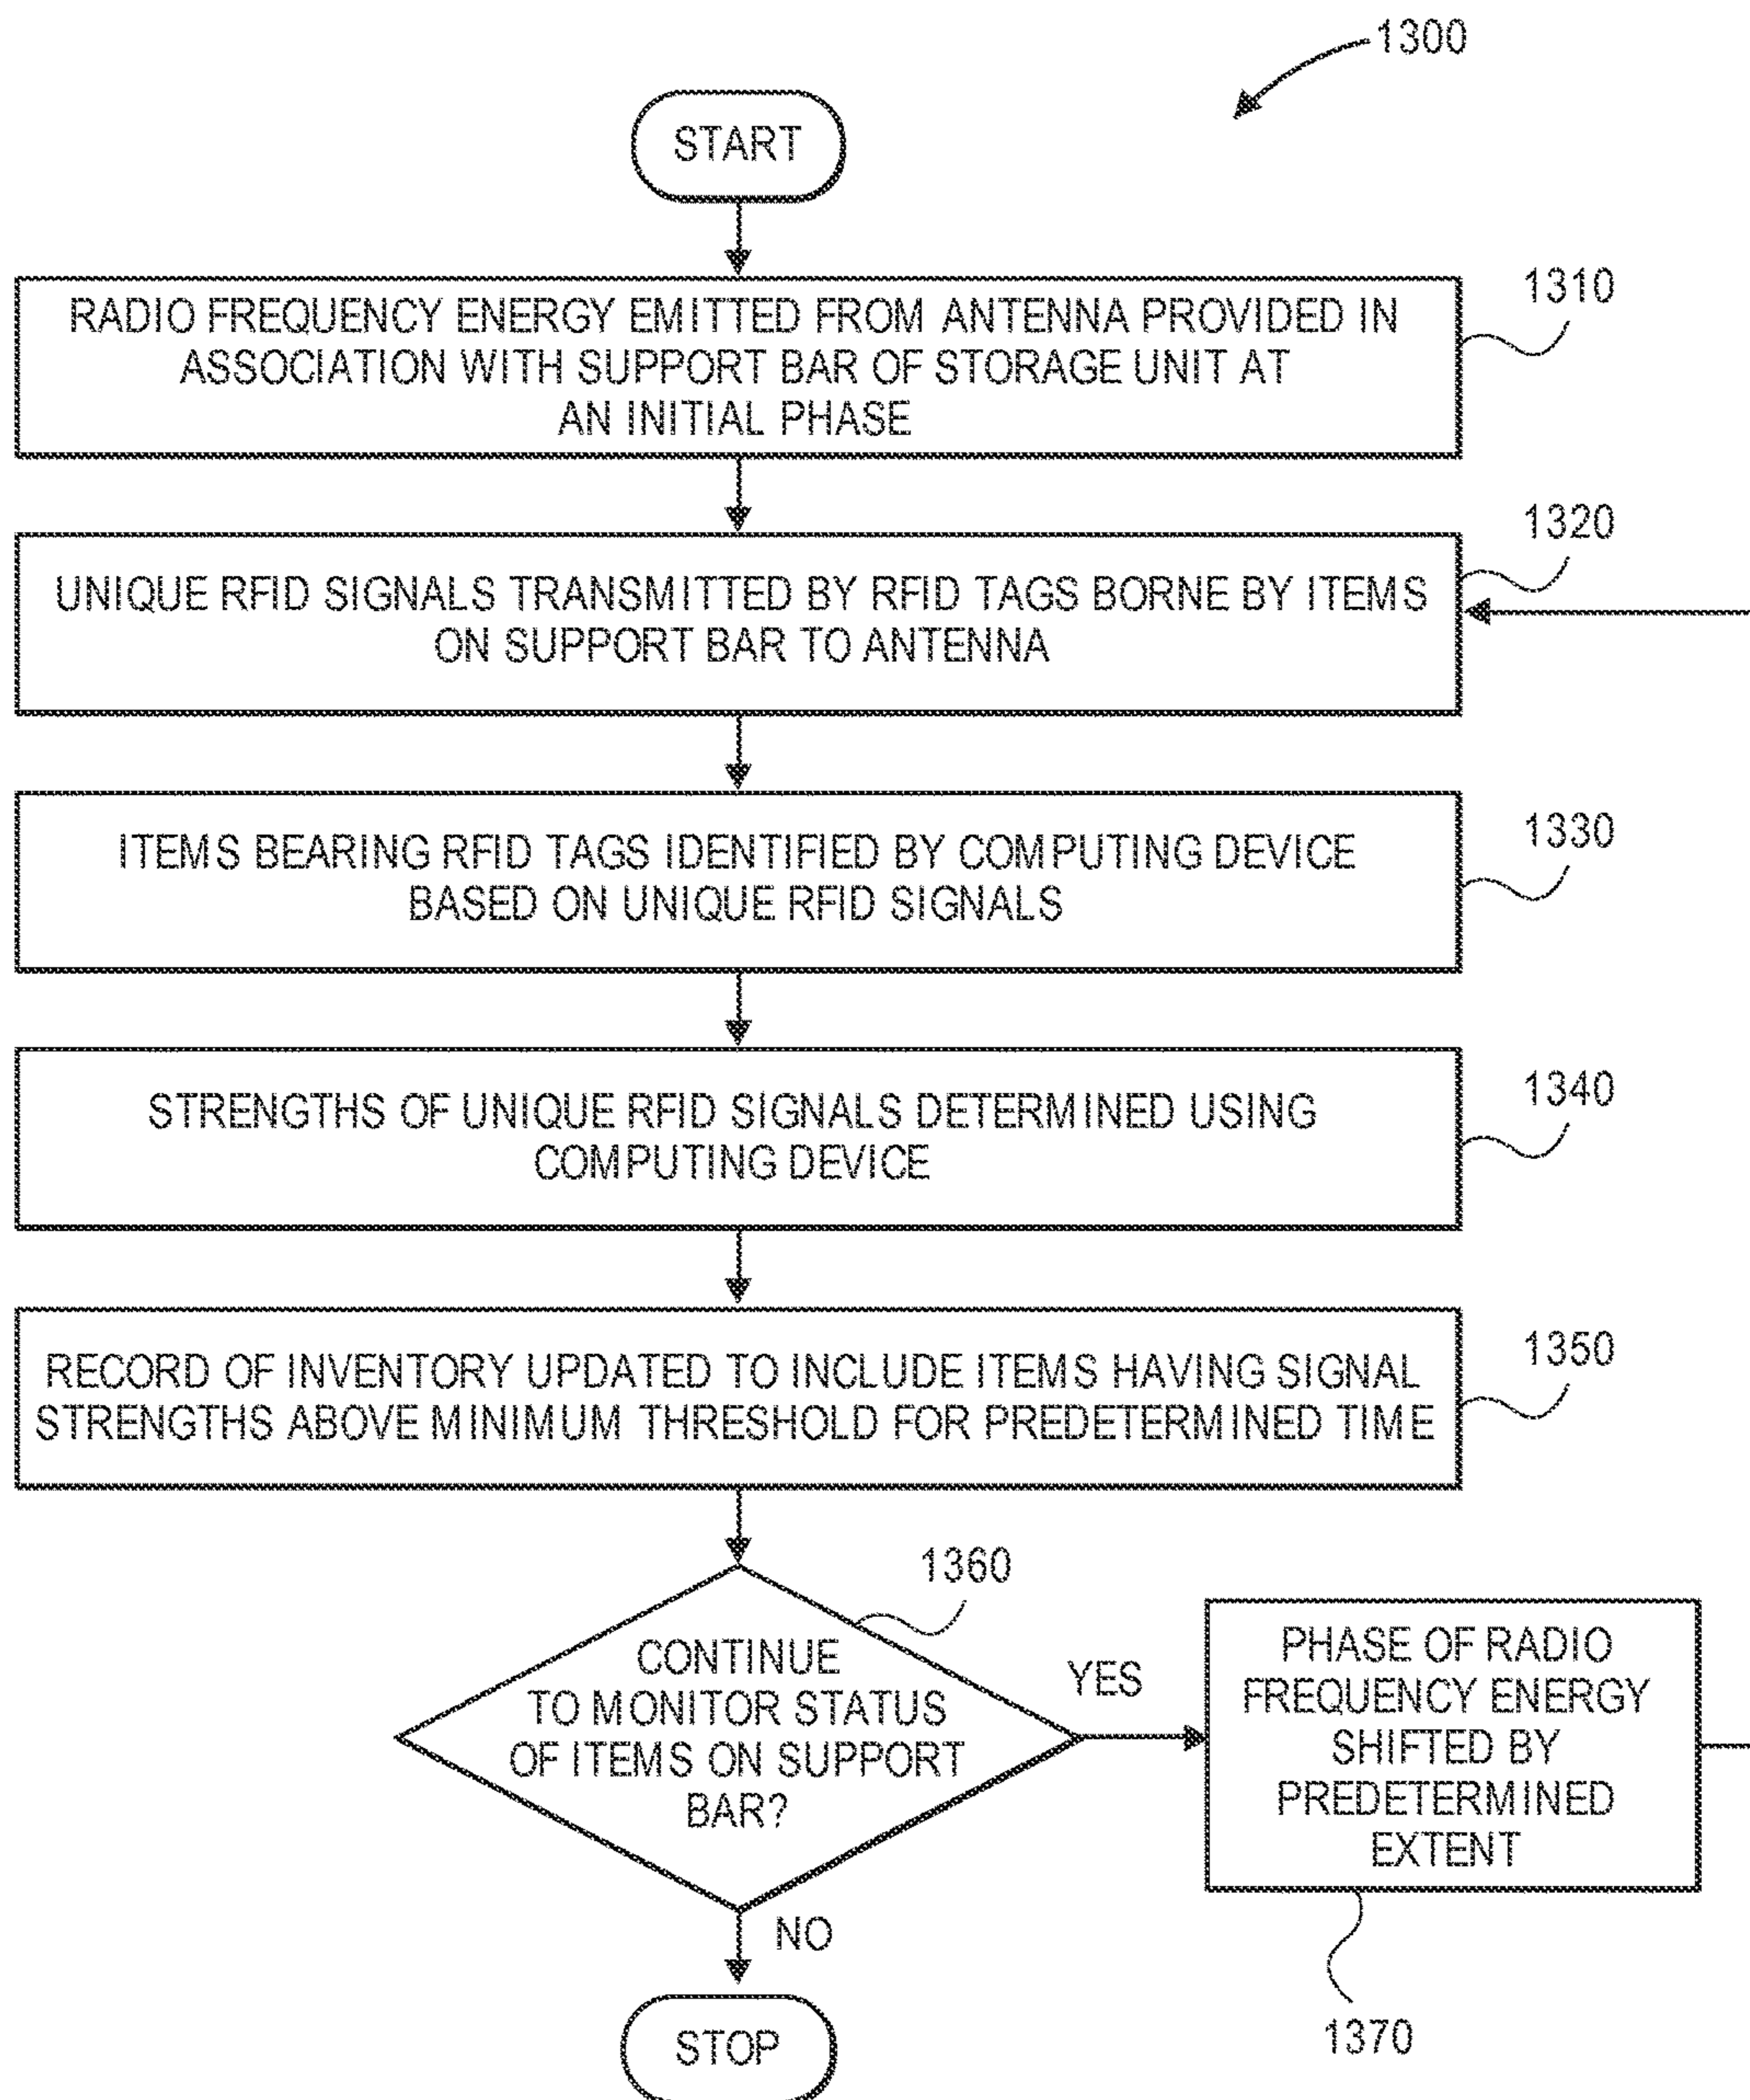 1300
START
1310
RADIO FREQUENCY ENERGY EMITTED FROM ANTENNA PROVIDED IN
ASSOCIATION WITH SUPPORT BAR OF STORAGE UNIT AT
AN INITIAL PHASE
1320
UNIQUE RFID SIGNALS TRANSMITTED BY RFID TAGS BORNE BY ITEMS
ON SUPPORT BAR TO ANTENNA
1330
ITEMS BEARING RFID TAGS IDENTIFIED BY COMPUTING DEVICE
BASED ON UNIQUE RFID SIGNALS
1340
STRENGTHS OF UNIQUE RFID SIGNALS DETERMINED USING
COMPUTING DEVICE
1350
RECORD OF INVENTORY UPDATED TO INCLUDE ITEMS HAVING SIGNAL
STRENGTHS ABOVE MINIMUM THRESHOLD FOR PREDETERMINED TIME
1360
CONTINUE
TO MONITOR STATUS
OF ITEMS ON SUPPORT
BAR?
YES
PHASE OF RADIO
FREQUENCY ENERGY
SHIFTED BY
PREDETERMINED
EXTENT
NO
1370
STOP